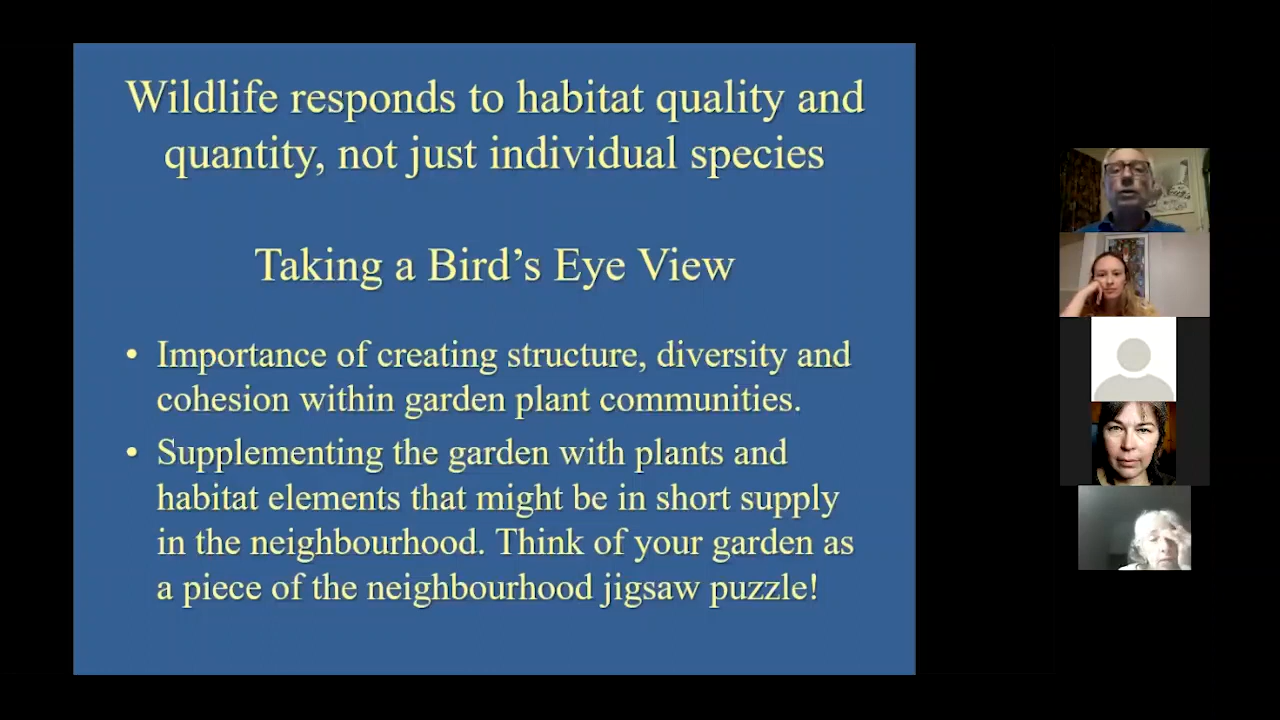 Wildlife responds to habitat quality and
quantity, not just individual species
Taking a Bird’s Eye View
• Importance of creating structure, diversity and
cohesion within garden plant communities.
• Supplementing the garden with plants and
habitat elements that might be in short supply
in the neighbourhood. Think of your garden as
a piece of the neighbourhood jigsaw puzzle!